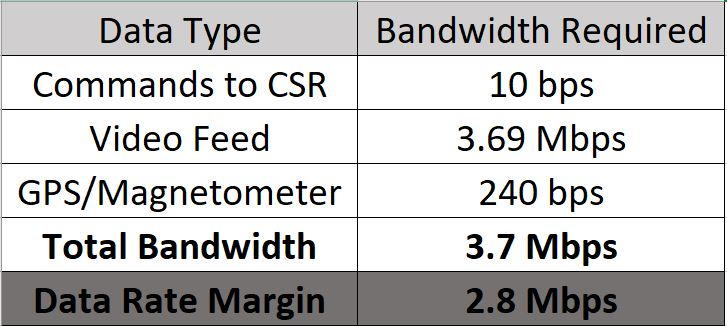 Data Type Bandwidth Required
Commands to CSR 10 bps
Video Feed 3.69 Mbps
GPS/Magnetometer 240 bps
Total Bandwidth 3.7 Mbps
Data Rate Margin 2.8 Mbps